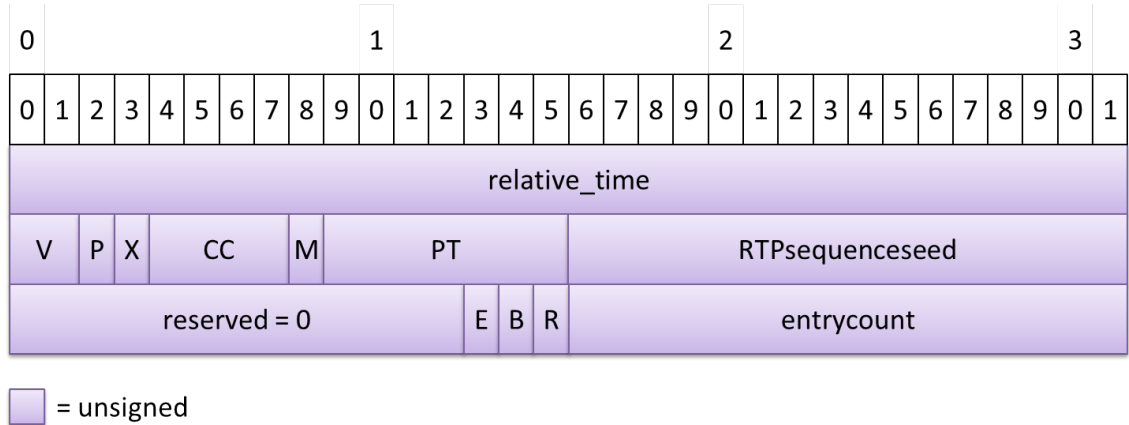 0 1 2 3
0 1 2 3 4 5 6 7 8 9 0 1 2 3 4 5 6 7 8 9 0 1 2 3 4 5 6 7 8 9 0 1
relative_time
V P X CC M PT RTPsequenceseed
reserved = 0 E B R entrycount
= unsigned